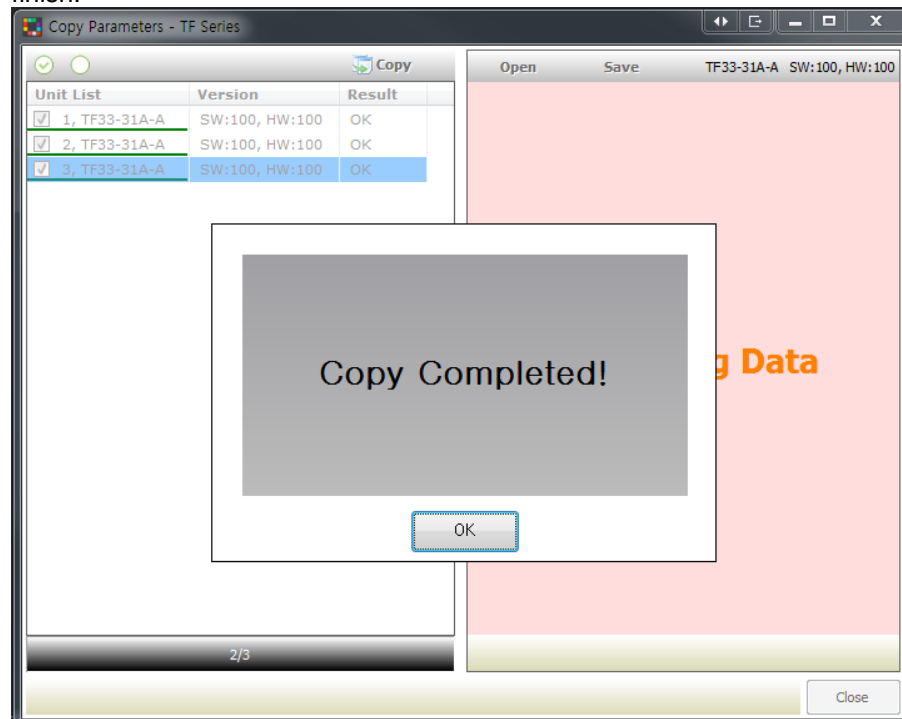 finish.
Copy Parameters - TF Series
Copy
Open Save TF33-31A-A SW:100, HW:100
Unit List Version Result
1, TF33-31A-A SW:100, HW:100 OK
2, TF33-31A-A SW:100, HW:100 OK
3, TF33-31A-A SW:100, HW:100 OK
Copy Completed!
g Data
OK
2/3
Close